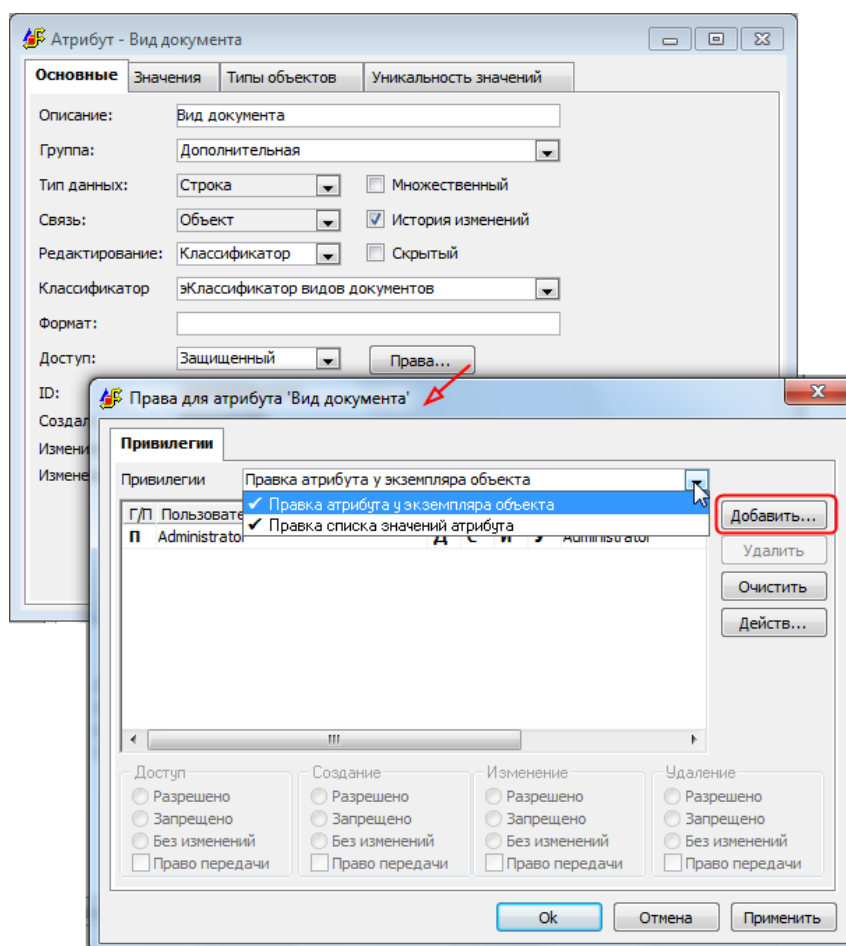 Атрибут - Вид документа
Основные Значения Типы объектов Уникальность значений
Описание: Вид документа
Группа: Дополнительная
Тип данных: Строка Множественный
Связь: Объект История изменений
Редактирование: Классификатор Скрытый
Классификатор эКлассификатор видов документов
Формат:
Доступ: Защищенный Права...
ID:
Создал
Измени
Измене
Права для атрибута 'Вид документа'
Привилегии
Привилегии Правка атрибута у экземпляра объекта
Правка атрибута у экземпляра объекта
Правка списка значений атрибута
Г/П Пользовате
П Administrator Д С И У Administrator
Добавить...
Удалить
Очистить
Действ...
Доступ Создание Изменение Удаление
Разрешено Разрешено Разрешено Разрешено
Запрещено Запрещено Запрещено Запрещено
Без изменений Без изменений Без изменений Без изменений
Право передачи Право передачи Право передачи Право передачи
Ok Отмена Применить